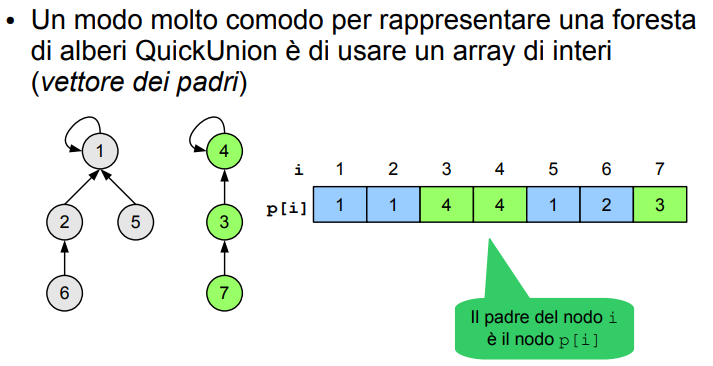 • Un modo molto comodo per rappresentare una foresta
di alberi QuickUnion è di usare un array di interi
(vettore dei padri)
1
4
2
5
3
6
7
i 1 2 3 4 5 6 7
p[i] 1 1 4 4 1 2 3
Il padre del nodo i
è il nodo p[i]